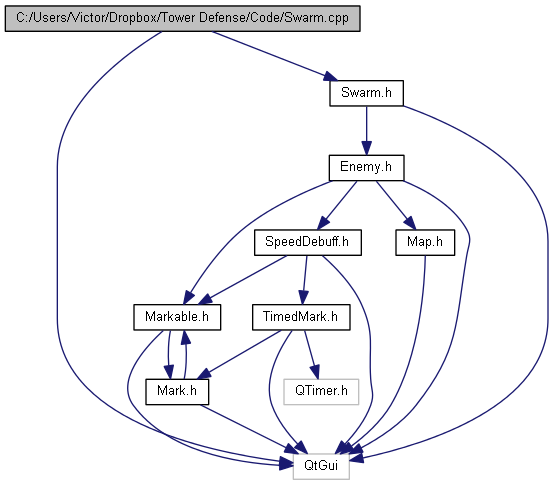 C:/Users/Victor/Dropbox/Tower Defense/Code/Swarm.cpp
Swarm.h
Enemy.h
SpeedDebuff.h
Map.h
Markable.h
TimedMark.h
Mark.h
QTimer.h
QtGui